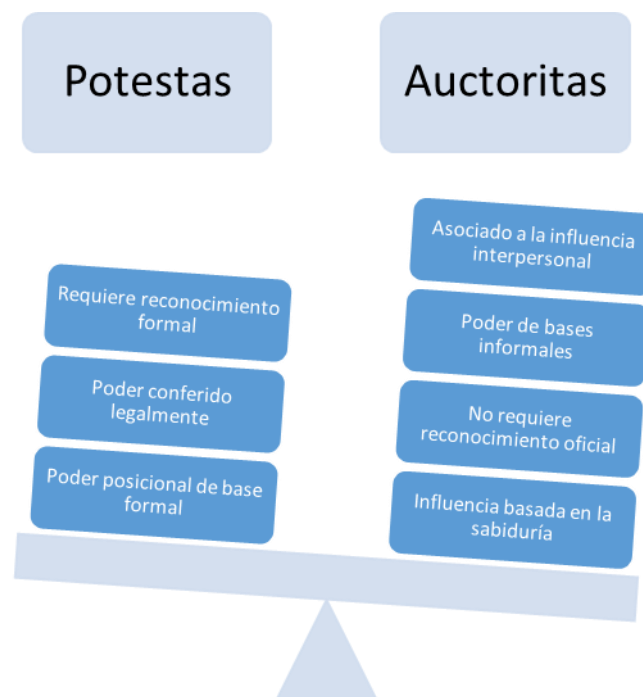 Potestas
Auctoritas
Requiere reconocimiento
formal
Poder conferido
legalmente
Poder posicional de base
formal
Asociado a la influencia
interpersonal
Poder de bases
informales
No requiere
reconocimiento oficial
Influencia basada en la
sabiduría